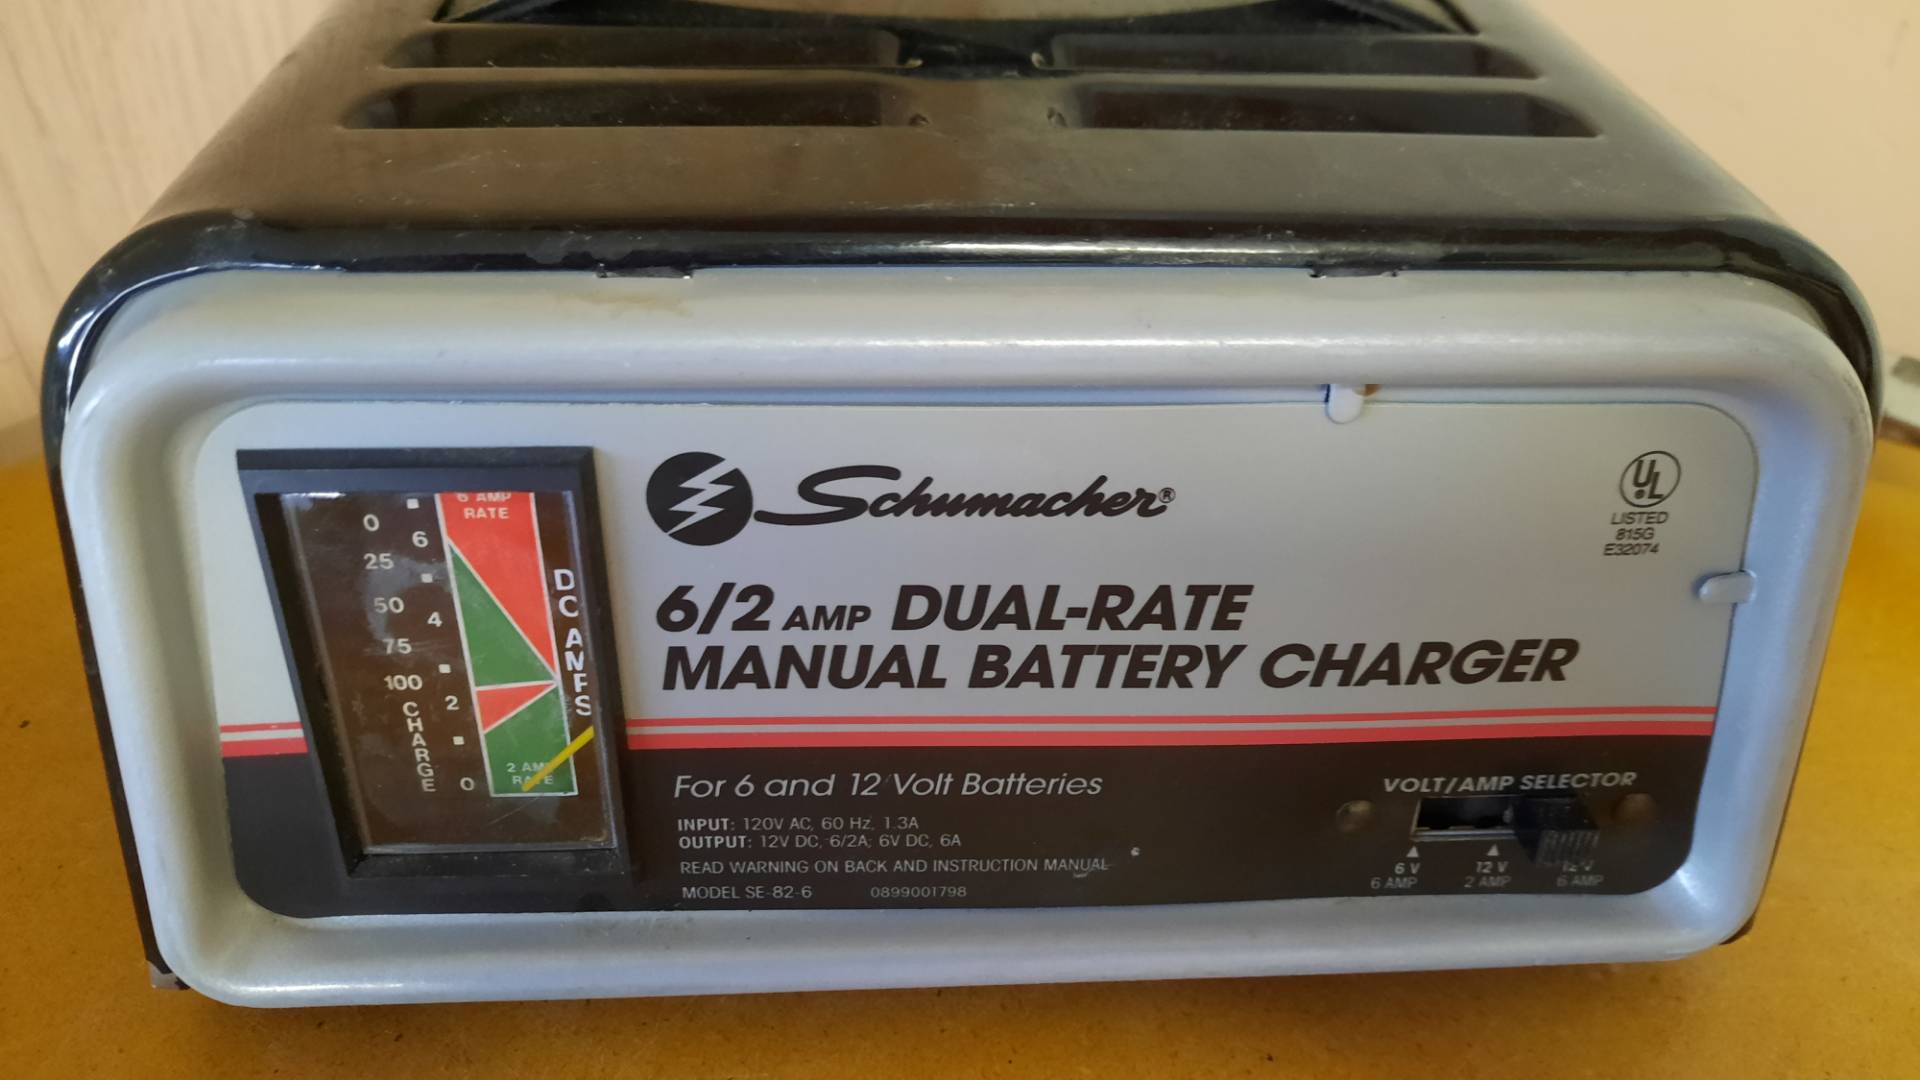 6 AMP
RATE
0
25
50
75
100
CHARGE
6
4
2
0
DC AMPS
2 AMP
RATE
Schumacher®
UL
LISTED
815G
E32074
6/2 AMP DUAL-RATE
MANUAL BATTERY CHARGER
For 6 and 12 Volt Batteries
INPUT: 120V AC, 60 Hz, 1.3A
OUTPUT: 12V DC, 6/2A; 6V DC, 6A
READ WARNING ON BACK AND INSTRUCTION MANUAL
MODEL SE-82-6 0899001798
VOLT/AMP SELECTOR
6 V 12 V 12 V
6 AMP 2 AMP 6 AMP